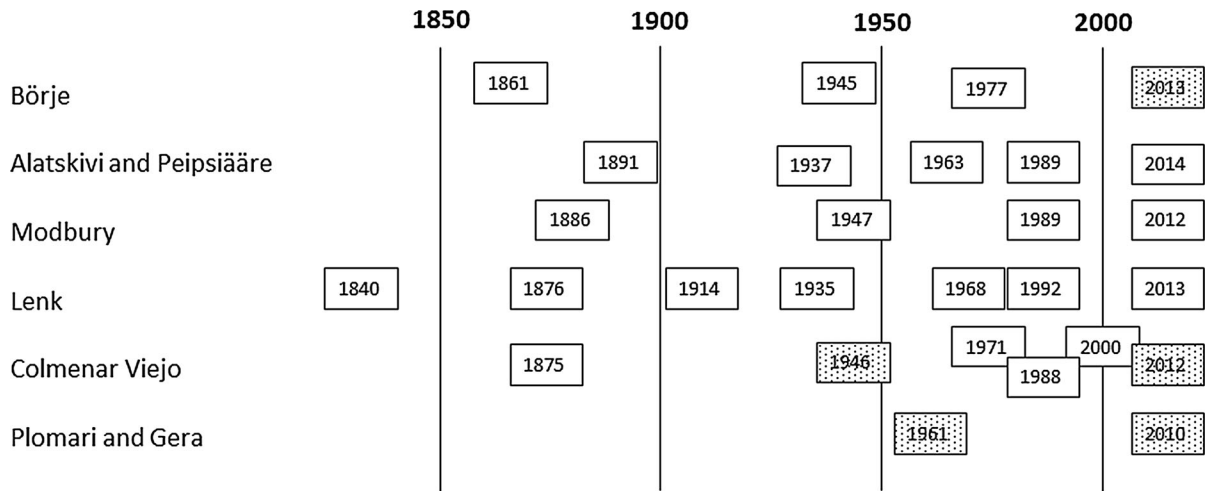 1850 1900 1950 2000
Börje 1861 1945 1977 2013
Alatskivi and Peipsiääre 1891 1937 1963 1989 2014
Modbury 1886 1947 1989 2012
Lenk 1840 1876 1914 1935 1968 1992 2013
Colmenar Viejo 1875 1946 1971 1988 2000 2012
Plomari and Gera 1961 2010